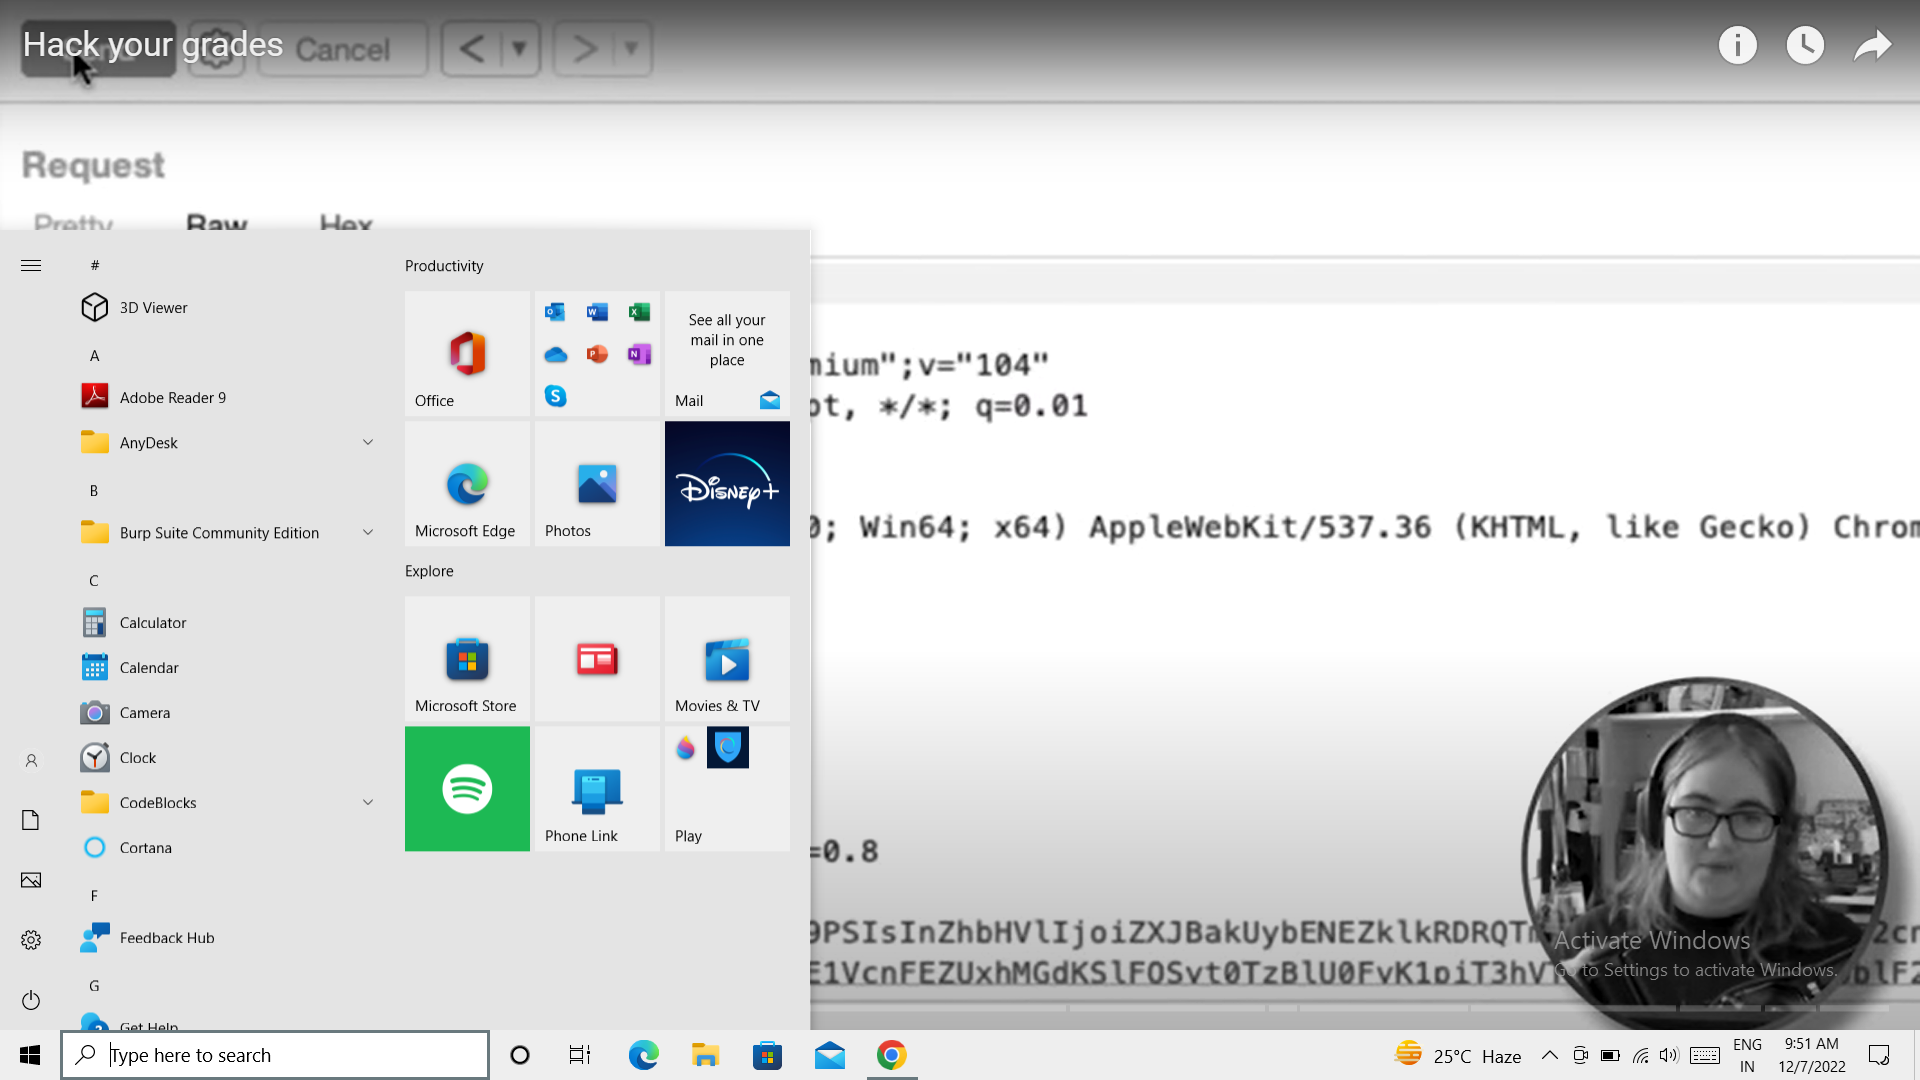 Hack your grades
Cancel
Request
Pretty Raw Hex
#
3D Viewer
A
Adobe Reader 9
AnyDesk
B
Burp Suite Community Edition
C
Calculator
Calendar
Camera
Clock
CodeBlocks
Cortana
F
Feedback Hub
G
Get Help
Productivity
Office
See all your
mail in one
place
Mail
Microsoft Edge
Photos
Disney+
Explore
Microsoft Store
Movies & TV
Phone Link
Play
mium";v="104"
pt, */*; q=0.01
0; Win64; x64) AppleWebKit/537.36 (KHTML, like Gecko) Chrom
=0.8
Activate Windows
Go to Settings to activate Windows.
Type here to search
25°C Haze
ENG
IN
9:51 AM
12/7/2022